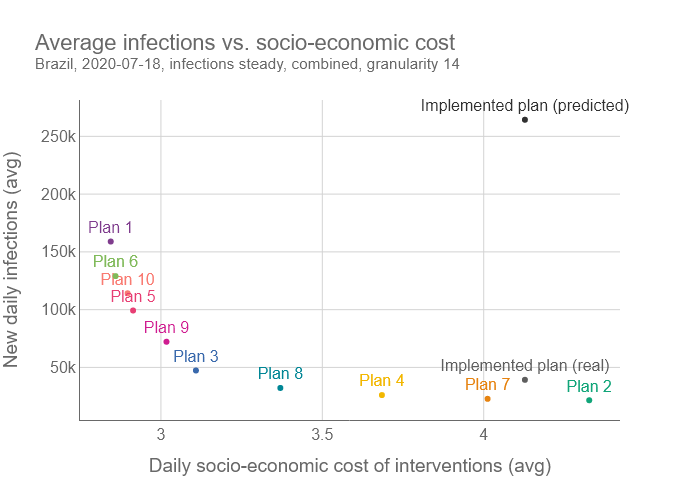 Average infections vs. socio-economic cost
Brazil, 2020-07-18, infections steady, combined, granularity 14
Implemented plan (predicted)
250k
200k
Plan 1
150k
Plan 6
Plan 10
Plan 5
100k
Plan 9
Plan 3
50k
Plan 8
Plan 4
Implemented plan (real)
Plan 7
Plan 2
3
3.5
4
New daily infections (avg)
Daily socio-economic cost of interventions (avg)